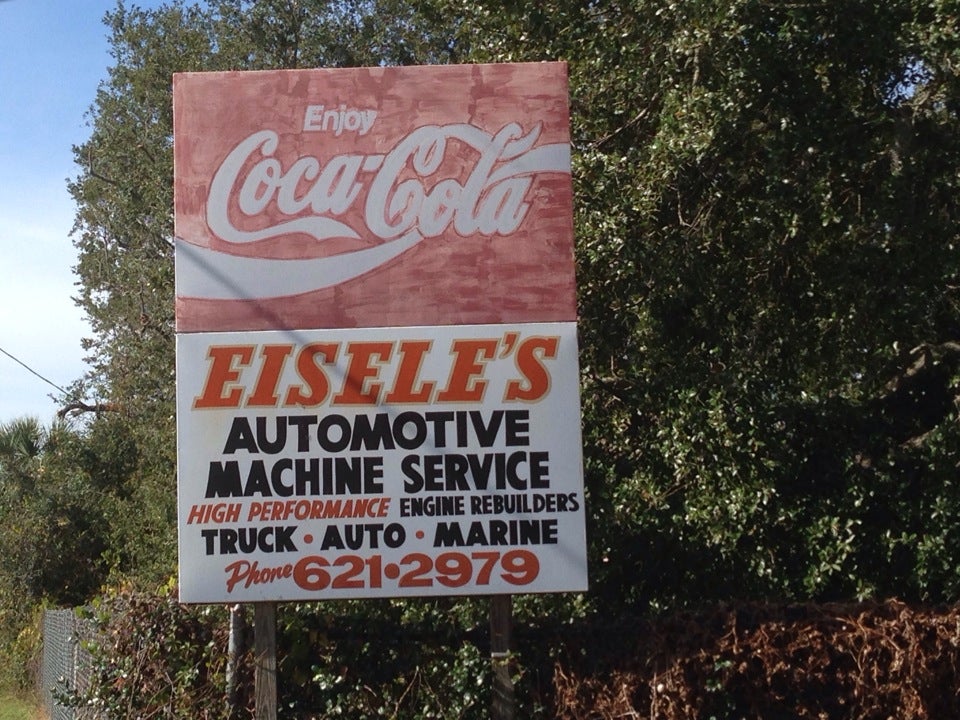 Enjoy
Coca-Cola
EISELE'S
AUTOMOTIVE
MACHINE SERVICE
HIGH PERFORMANCE ENGINE REBUILDERS
TRUCK • AUTO • MARINE
Phone 621•2979